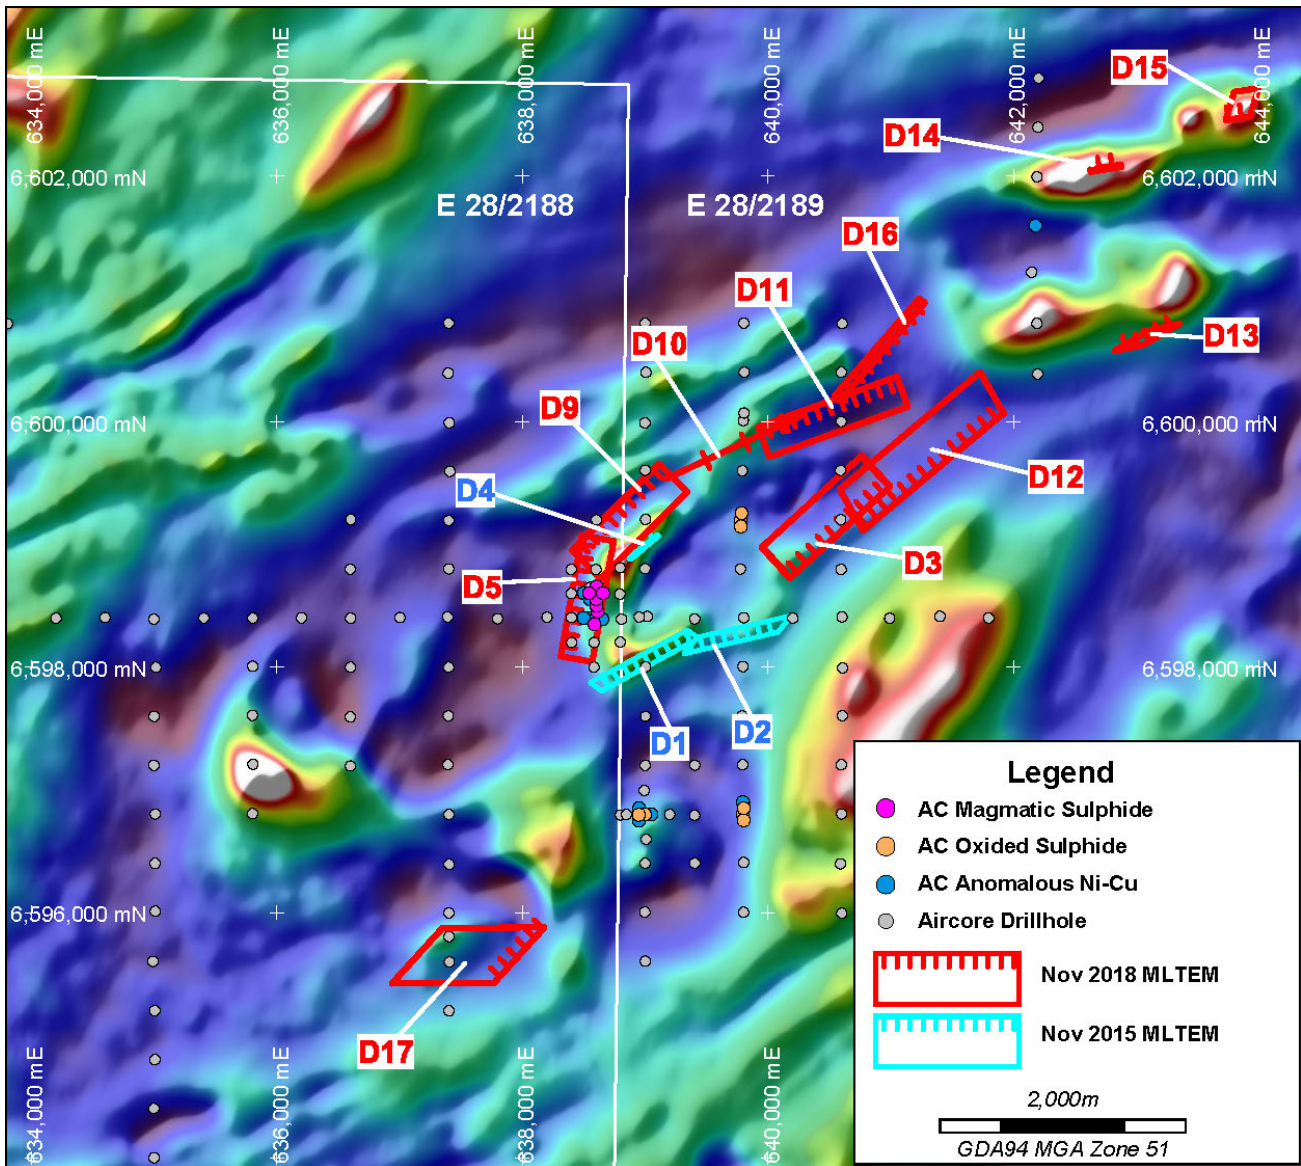 634,000 mE
636,000 mE
638,000 mE
640,000 mE
642,000 mE
644,000 mE
D15
D14
6,602,000 mN
6,602,000 mN
E 28/2188
E 28/2189
D16
D11
D10
D13
D9
6,600,000 mN
6,600,000 mN
D4
D12
D3
D5
6,598,000 mN
6,598,000 mN
D1
D2
Legend
AC Magmatic Sulphide
AC Oxided Sulphide
AC Anomalous Ni-Cu
Aircore Drillhole
6,596,000 mN
Nov 2018 MLTEM
Nov 2015 MLTEM
D17
2,000m
GDA94 MGA Zone 51
634,000 mE
636,000 mE
638,000 mE
640,000 mE